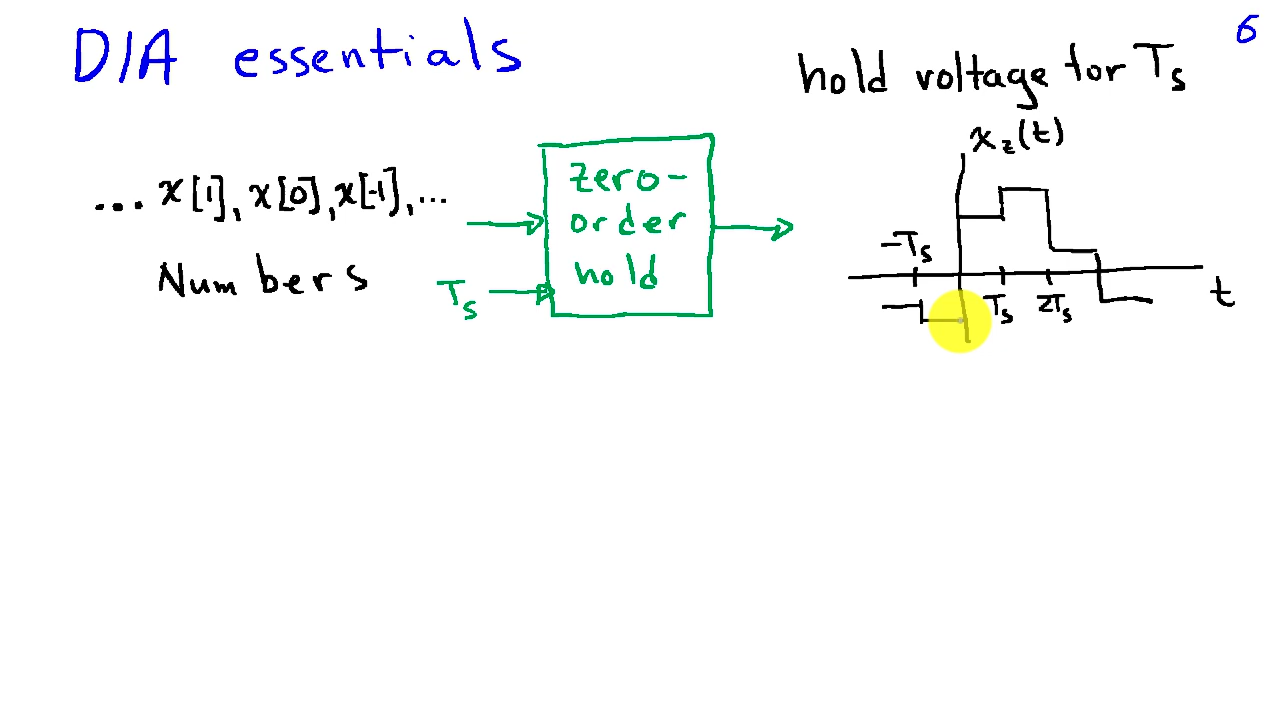 D/A essentials
6
hold voltage for Ts
xz(t)
... x[1], x[0], x[-1], ...
Numbers
Ts
zero-
order
hold
-Ts
Ts
2Ts
t